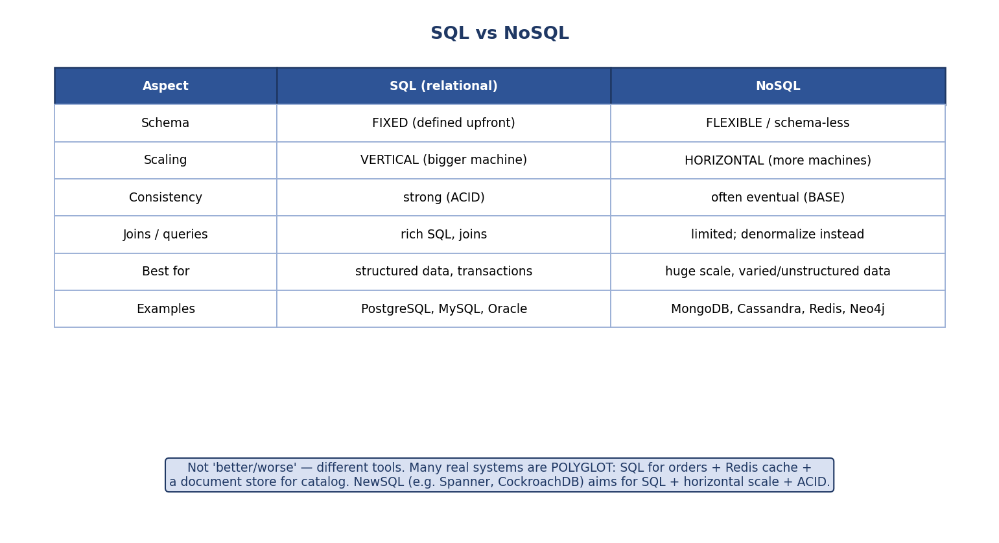 SQL vs NoSQL
Aspect SQL (relational) NoSQL
Schema FIXED (defined upfront) FLEXIBLE / schema-less
Scaling VERTICAL (bigger machine) HORIZONTAL (more machines)
Consistency strong (ACID) often eventual (BASE)
Joins / queries rich SQL, joins limited; denormalize instead
Best for structured data, transactions huge scale, varied/unstructured data
Examples PostgreSQL, MySQL, Oracle MongoDB, Cassandra, Redis, Neo4j
Not 'better/worse' — different tools. Many real systems are POLYGLOT: SQL for orders + Redis cache +
a document store for catalog. NewSQL (e.g. Spanner, CockroachDB) aims for SQL + horizontal scale + ACID.